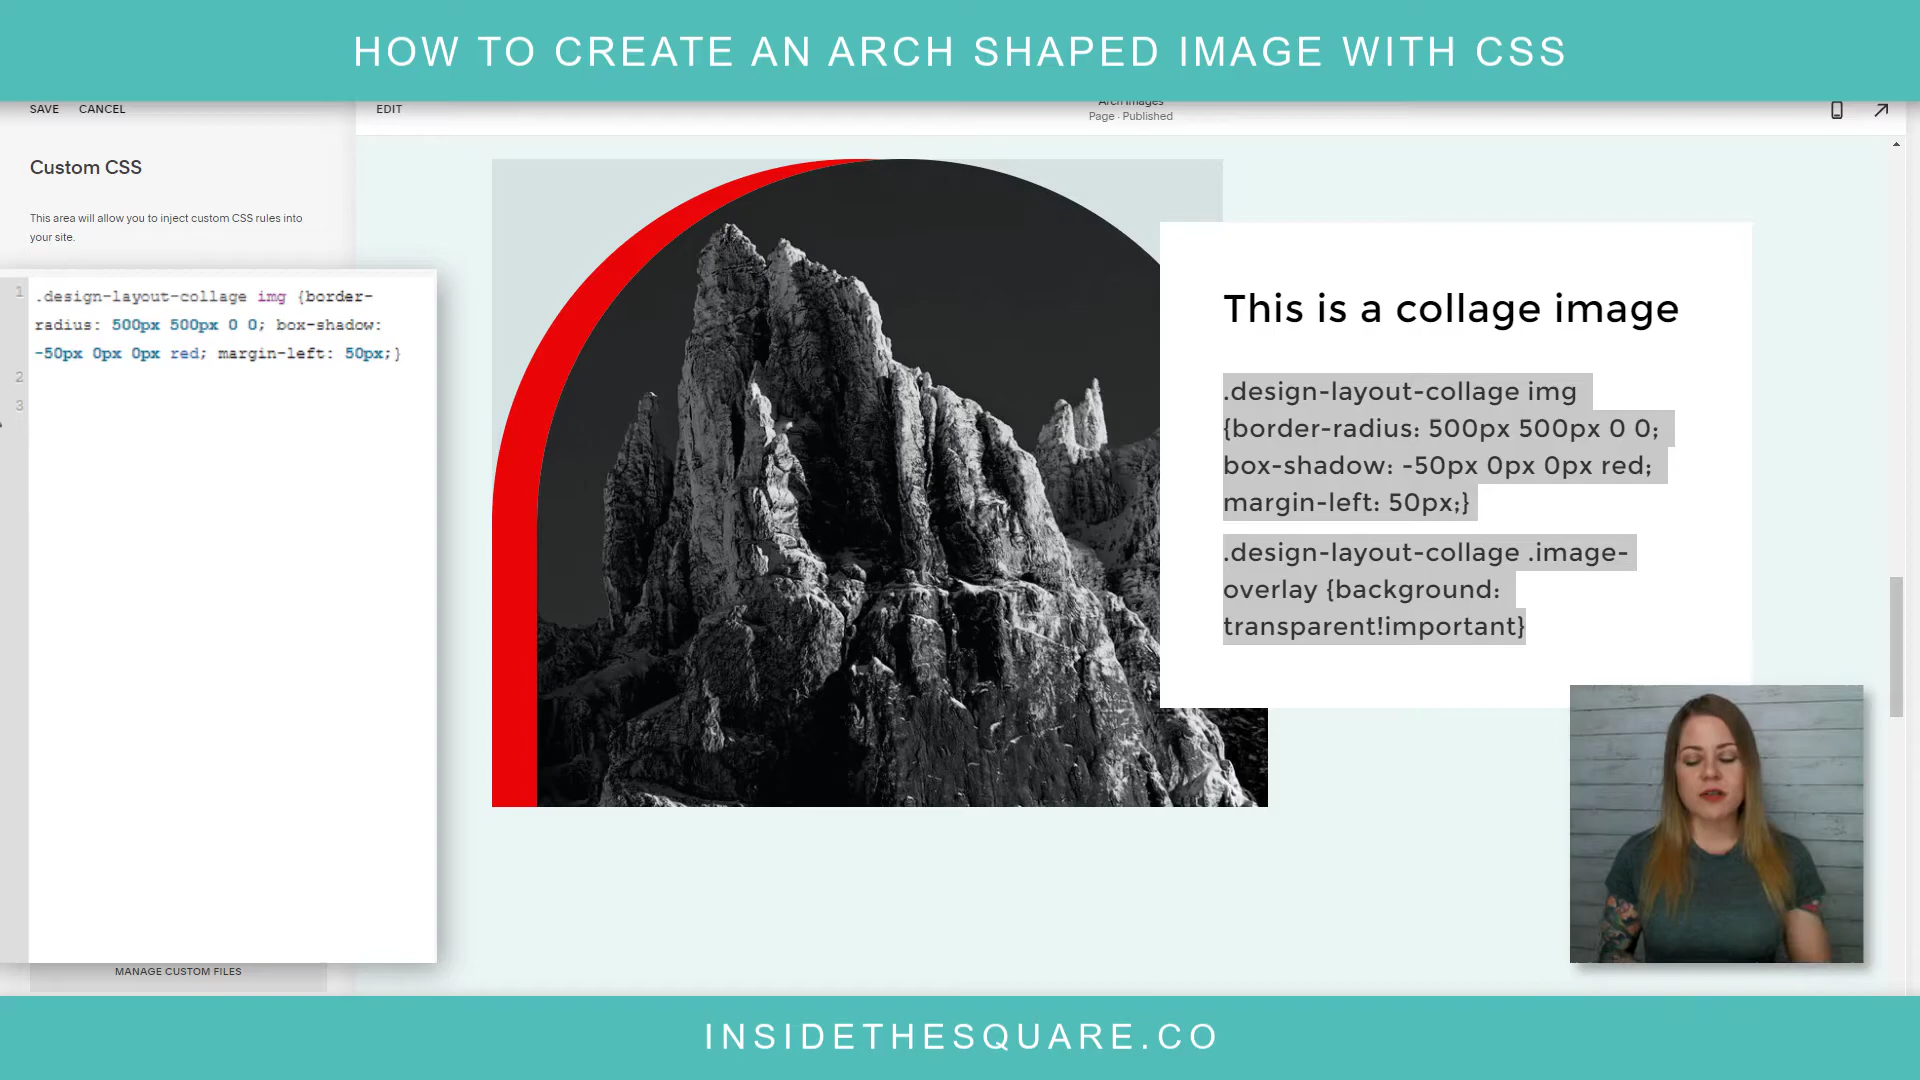 HOW TO CREATE AN ARCH SHAPED IMAGE WITH CSS
SAVE CANCEL
EDIT
Arch Images
Page · Published
Custom CSS
This area will allow you to inject custom CSS rules into
your site.
1 .design-layout-collage img {border-
radius: 500px 500px 0 0; box-shadow:
-50px 0px 0px red; margin-left: 50px;}
2
3
MANAGE CUSTOM FILES
This is a collage image
.design-layout-collage img
{border-radius: 500px 500px 0 0;
box-shadow: -50px 0px 0px red;
margin-left: 50px;}
.design-layout-collage .image-
overlay {background:
transparent!important}
INSIDETHESQUARE.CO